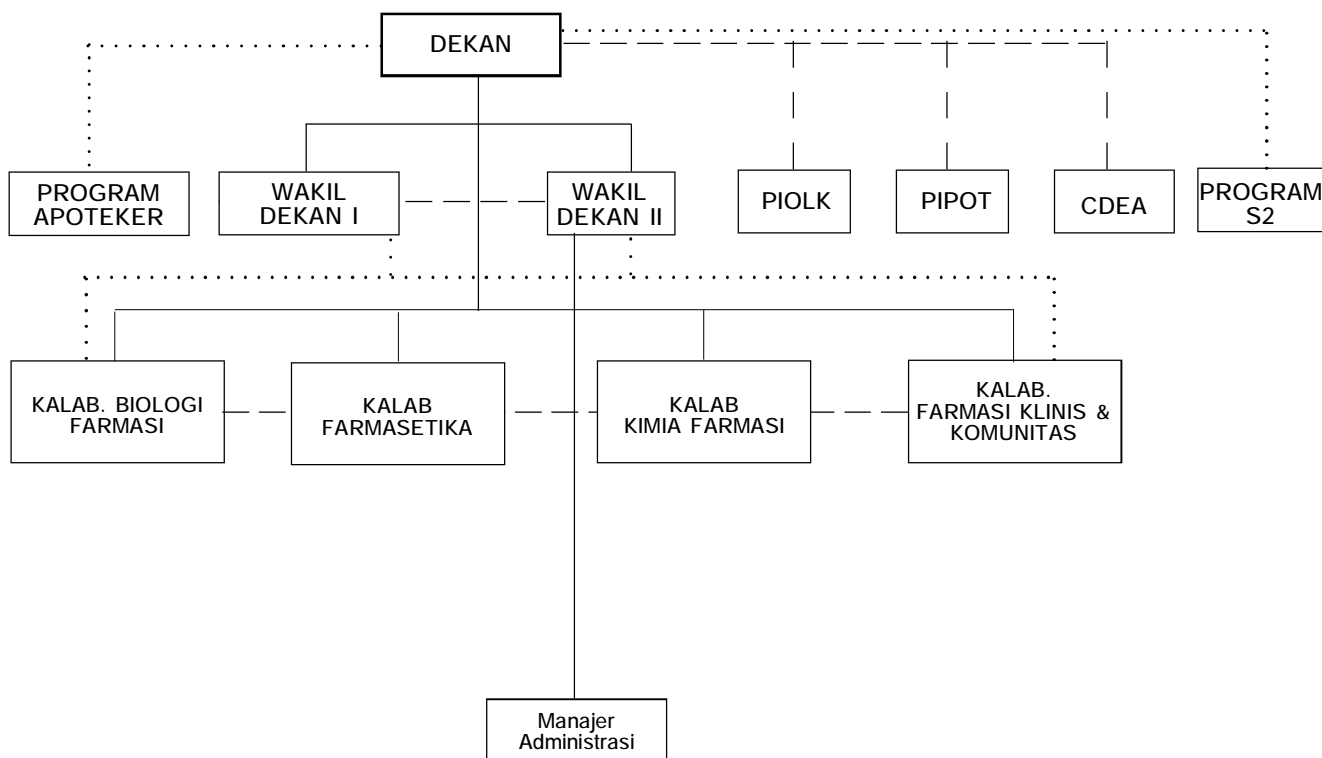 DEKAN
PROGRAM
APOTEKER
WAKIL
DEKAN I
WAKIL
DEKAN II
PIOLK
PIPOT
CDEA
PROGRAM
S2
KALAB. BIOLOGI
FARMASI
KALAB
FARMASETIKA
KALAB
KIMIA FARMASI
KALAB.
FARMASI KLINIS &
KOMUNITAS
Manajer
Administrasi